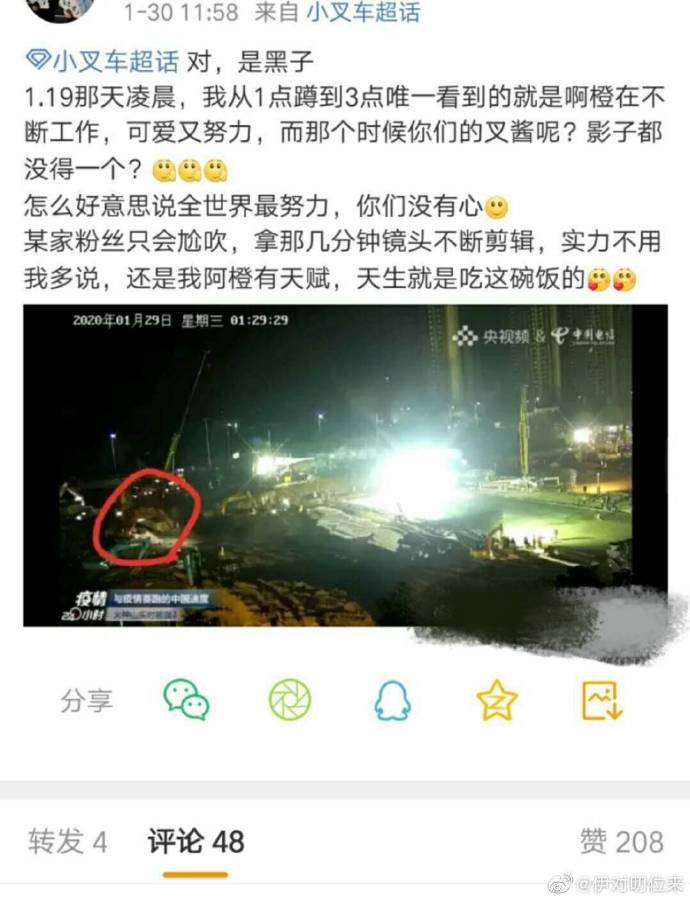 1-30 11:58 来自 小叉车超话
小叉车超话 对，是黑子
1.19那天凌晨，我从1点蹲到3点唯一看到的就是啊橙在不
断工作，可爱又努力，而那个时候你们的叉酱呢？影子都
没得一个？
怎么好意思说全世界最努力，你们没有心
某家粉丝只会尬吹，拿那几分钟镜头不断剪辑，实力不用
我多说，还是我阿橙有天赋，天生就是吃这碗饭的
2020年01月29日 星期三 01:29:29
央视频 & 中国电信
疫情
24小时
与疫情赛跑的中国速度
分享
转发 4
评论 48
赞 208